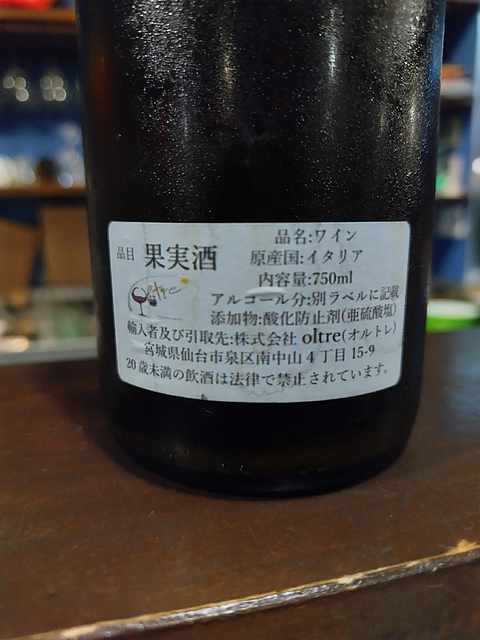 品目 果実酒
品名:ワイン
原産国:イタリア
内容量:750ml
oltre
アルコール分:別ラベルに記載
添加物:酸化防止剤(亜硫酸塩)
輸入者及び引取先:株式会社 oltre(オルトレ)
宮城県仙台市泉区南中山4丁目15-9
20歳未満の飲酒は法律で禁止されています。